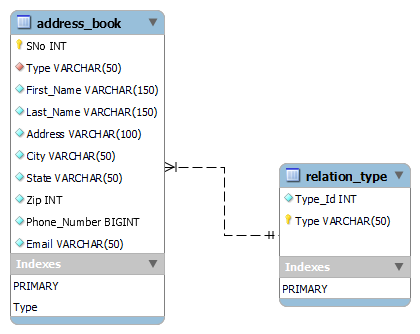 address_book
SNo INT
Type VARCHAR(50)
First_Name VARCHAR(150)
Last_Name VARCHAR(150)
Address VARCHAR(100)
City VARCHAR(50)
State VARCHAR(50)
Zip INT
Phone_Number BIGINT
Email VARCHAR(50)
Indexes
PRIMARY
Type
relation_type
Type_Id INT
Type VARCHAR(50)
Indexes
PRIMARY